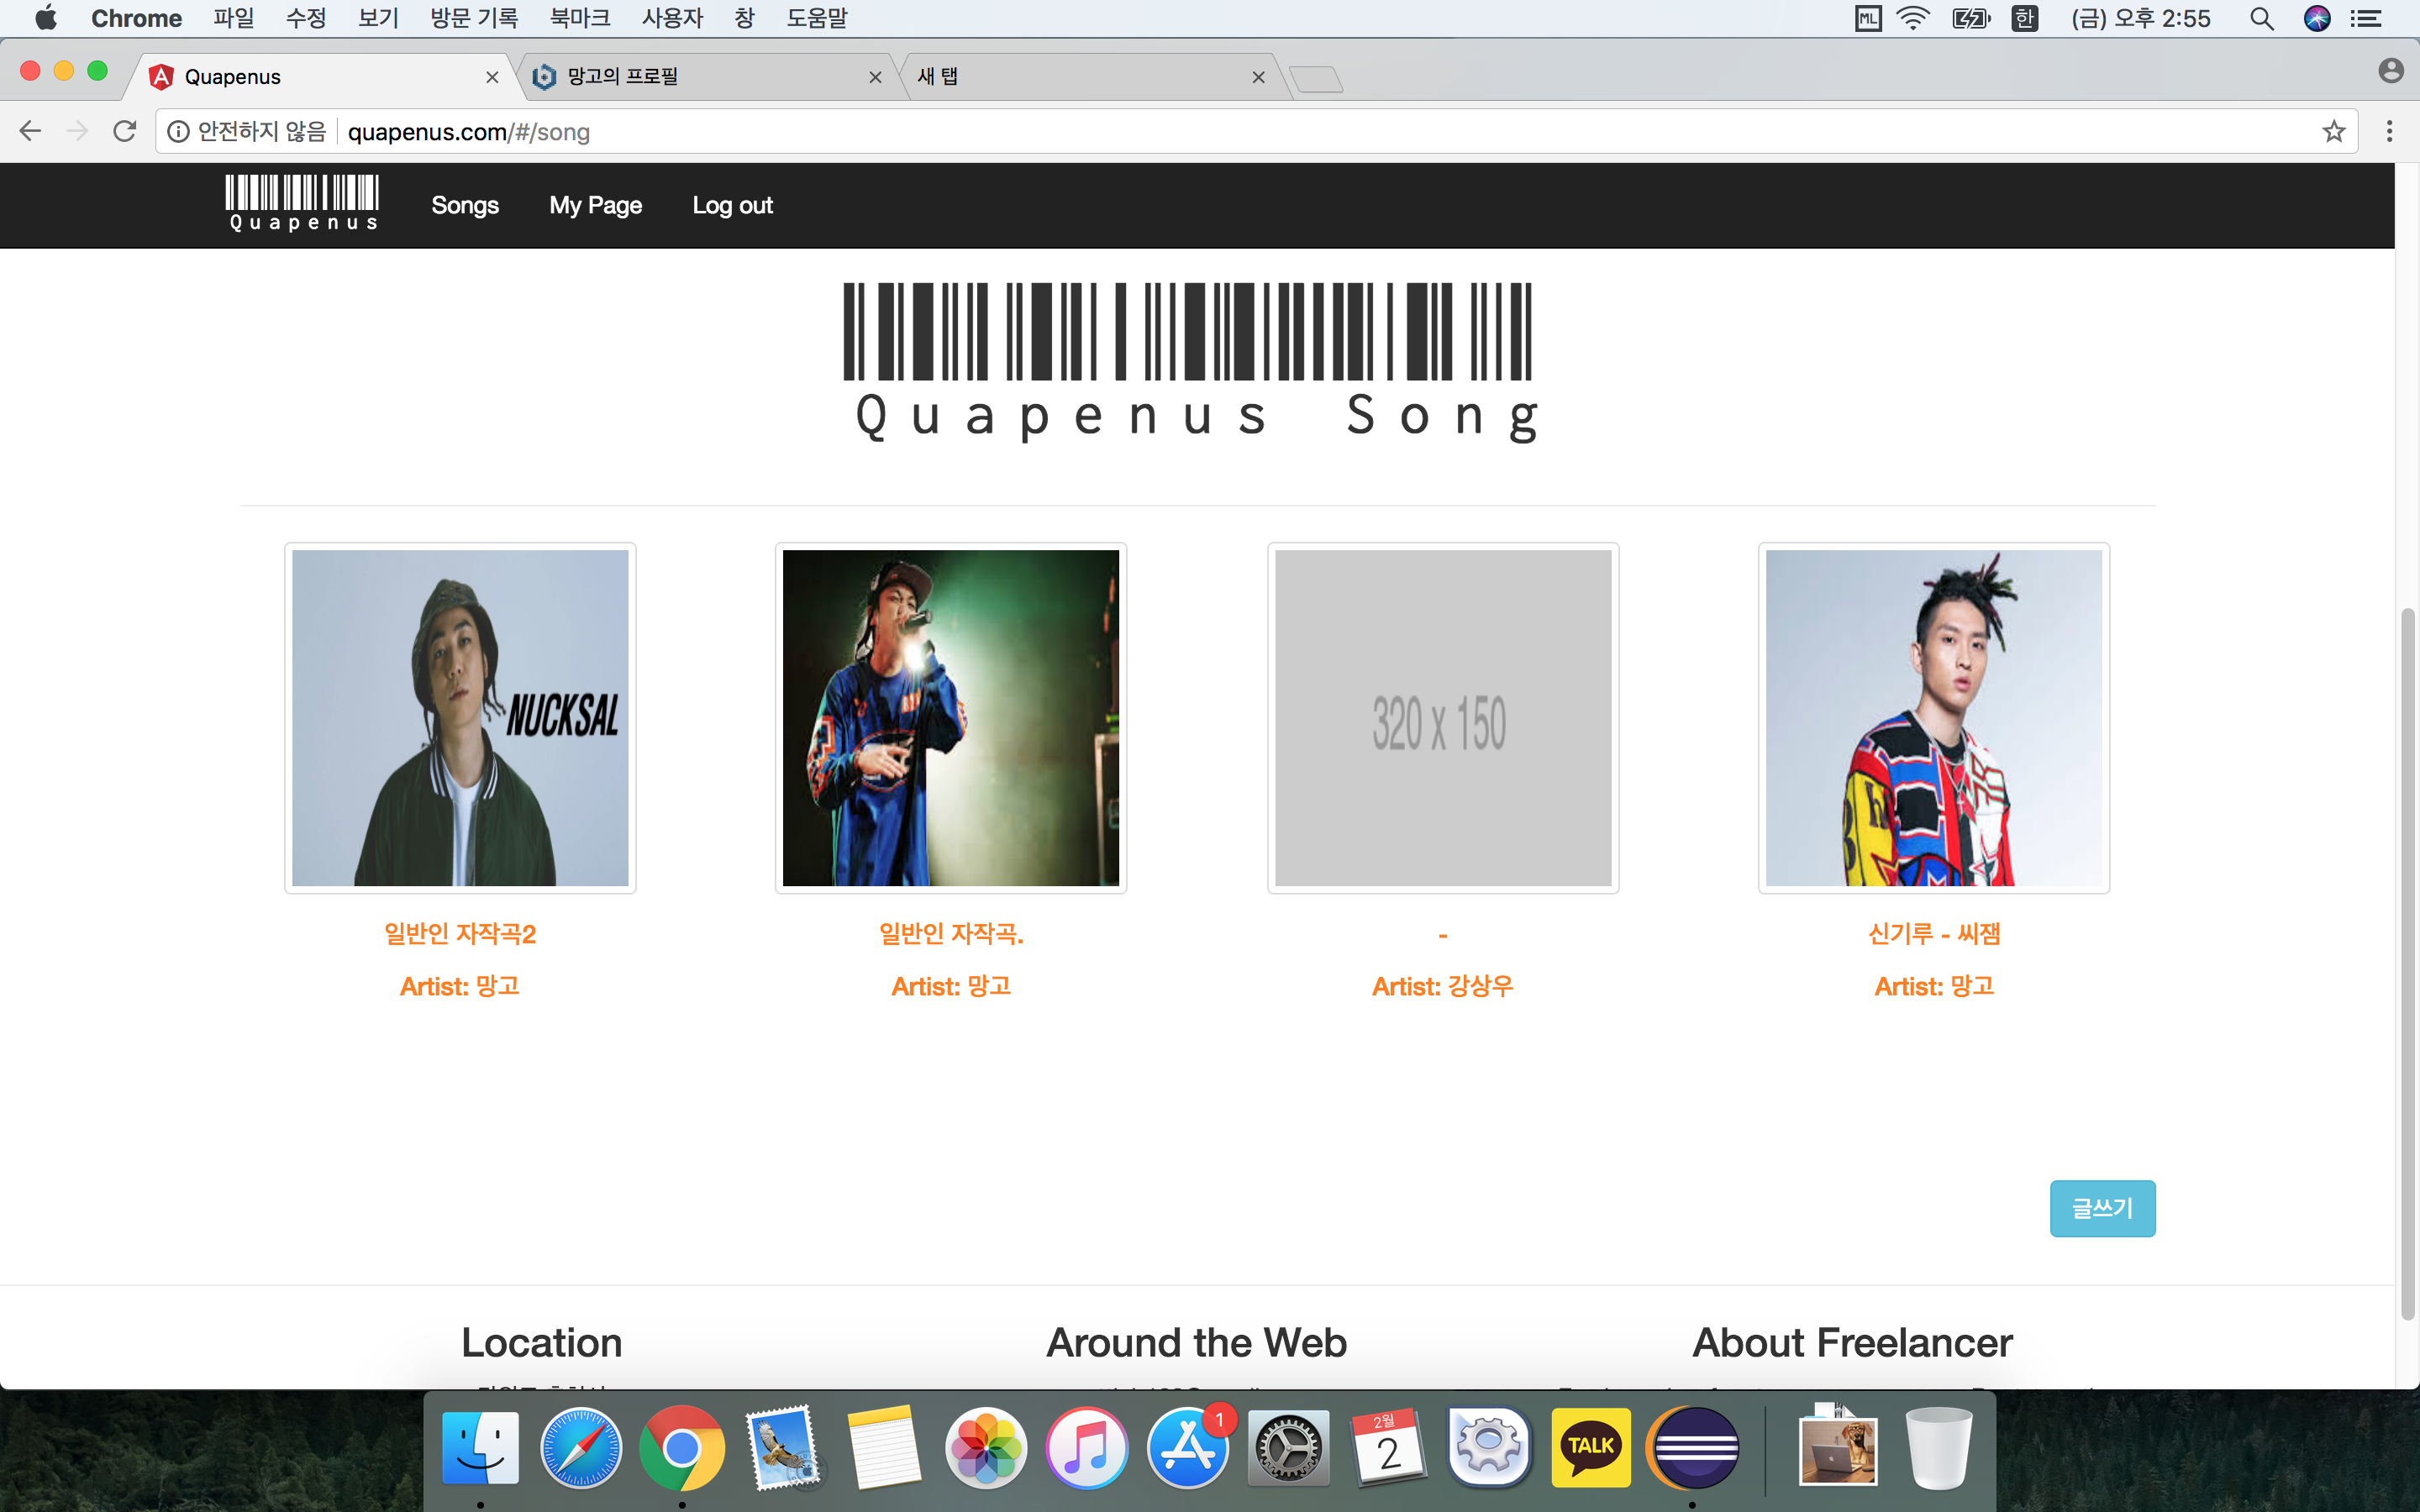 Chrome 파일 수정 보기 방문 기록 북마크 사용자 창 도움말 ML 한 (금) 오후 2:55
Quapenus 망고의 프로필 새 탭
안전하지 않음 quapenus.com/#/song
Quapenus Songs My Page Log out
Quapenus Song
NUCKSAL
320 x 150
일반인 자작곡2 일반인 자작곡. - 신기루 - 씨잼
Artist: 망고 Artist: 망고 Artist: 강상우 Artist: 망고
글쓰기
Location Around the Web About Freelancer
1
2월
2
TALK